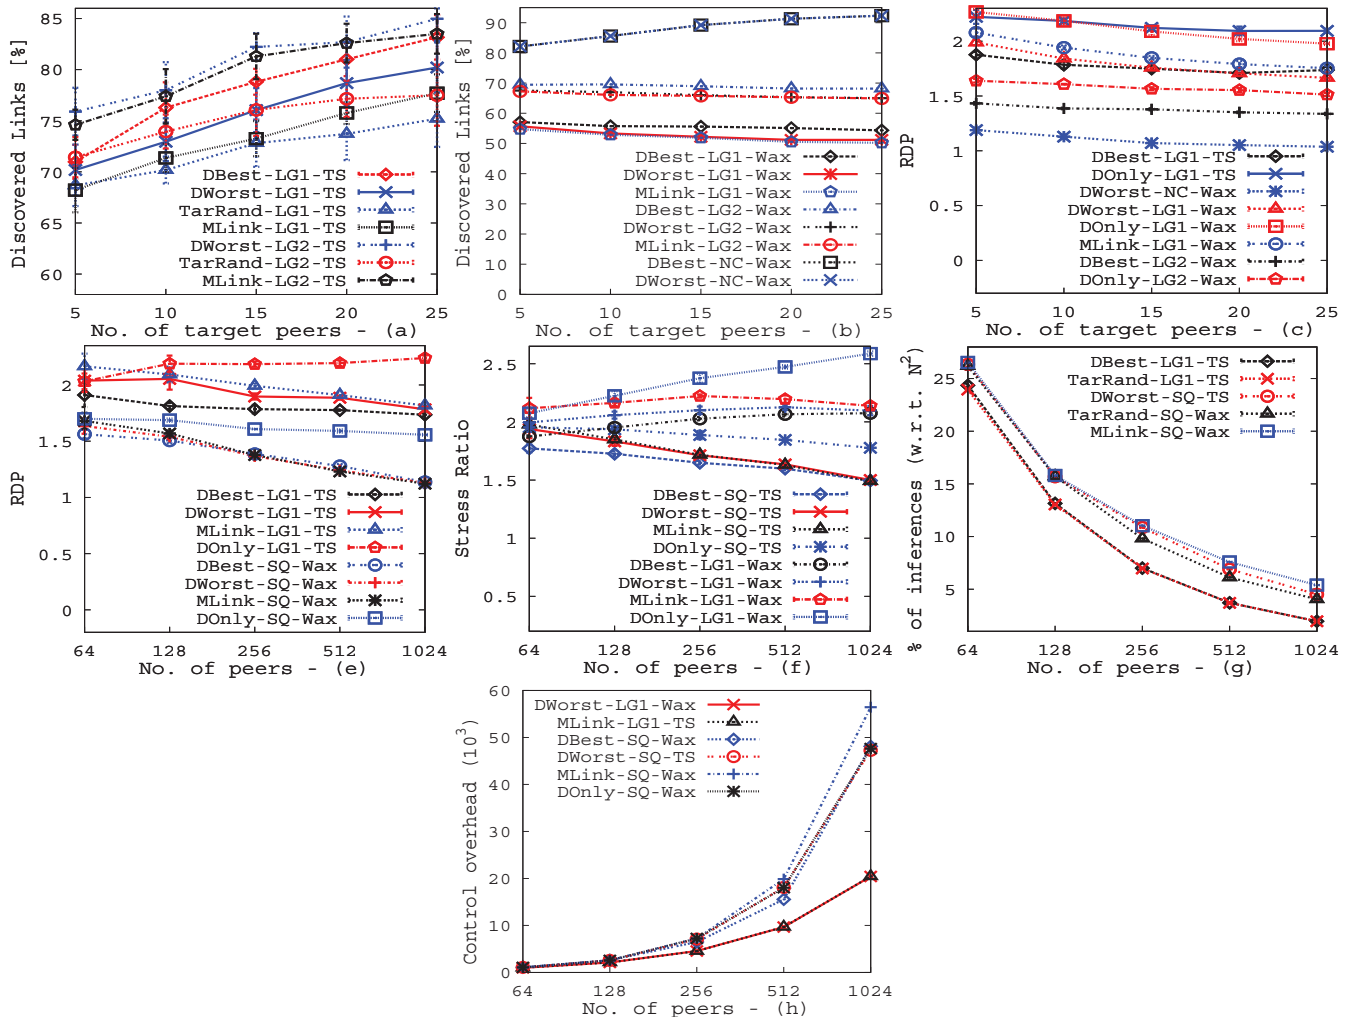 Discovered Links [%]
85
80
75
70
65
60
DBest-LG1-TS
DWorst-LG1-TS
TarRand-LG1-TS
MLink-LG1-TS
DWorst-LG2-TS
TarRand-LG2-TS
MLink-LG2-TS
5 10 15 20 25
No. of target peers - (a)
Discovered Links [%]
90
80
70
60
50
40
30
20
10
0
DBest-LG1-Wax
DWorst-LG1-Wax
MLink-LG1-Wax
DBest-LG2-Wax
DWorst-LG2-Wax
MLink-LG2-Wax
DBest-NC-Wax
DWorst-NC-Wax
5 10 15 20 25
No. of target peers - (b)
RDP
2
1.5
1
0.5
0
DBest-LG1-TS
DOnly-LG1-TS
DWorst-NC-Wax
DWorst-LG1-Wax
DOnly-LG1-Wax
MLink-LG1-Wax
DBest-LG2-Wax
DOnly-LG2-Wax
5 10 15 20 25
No. of target peers - (c)
RDP
2
1.5
1
0.5
0
DBest-LG1-TS
DWorst-LG1-TS
MLink-LG1-TS
DOnly-LG1-TS
DBest-SQ-Wax
DWorst-SQ-Wax
MLink-SQ-Wax
DOnly-SQ-Wax
64 128 256 512 1024
No. of peers - (e)
Stress Ratio
2.5
2
1.5
1
0.5
DBest-SQ-TS
DWorst-SQ-TS
MLink-SQ-TS
DOnly-SQ-TS
DBest-LG1-Wax
DWorst-LG1-Wax
MLink-LG1-Wax
DOnly-LG1-Wax
64 128 256 512 1024
No. of peers - (f)
% of inferences (w.r.t. N²)
25
20
15
10
5
DBest-LG1-TS
TarRand-LG1-TS
DWorst-SQ-TS
TarRand-SQ-Wax
MLink-SQ-Wax
64 128 256 512 1024
No. of peers - (g)
Control overhead (10³)
60
50
40
30
20
10
0
DWorst-LG1-Wax
MLink-LG1-TS
DBest-SQ-Wax
DWorst-SQ-TS
MLink-SQ-Wax
DOnly-SQ-Wax
64 128 256 512 1024
No. of peers - (h)